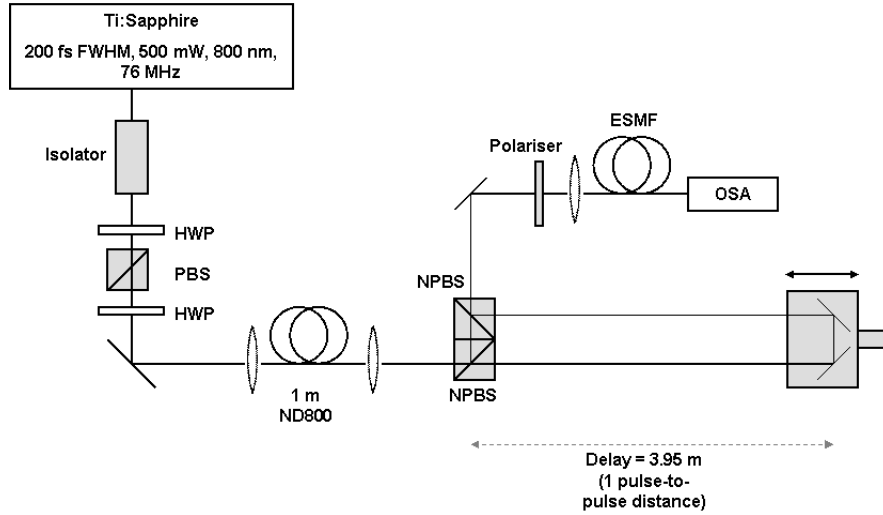 Ti:Sapphire
200 fs FWHM, 500 mW, 800 nm,
76 MHz
ESMF
Polariser
Isolator
OSA
HWP
PBS
NPBS
HWP
1 m
ND800
NPBS
Delay = 3.95 m
(1 pulse-to-
pulse distance)